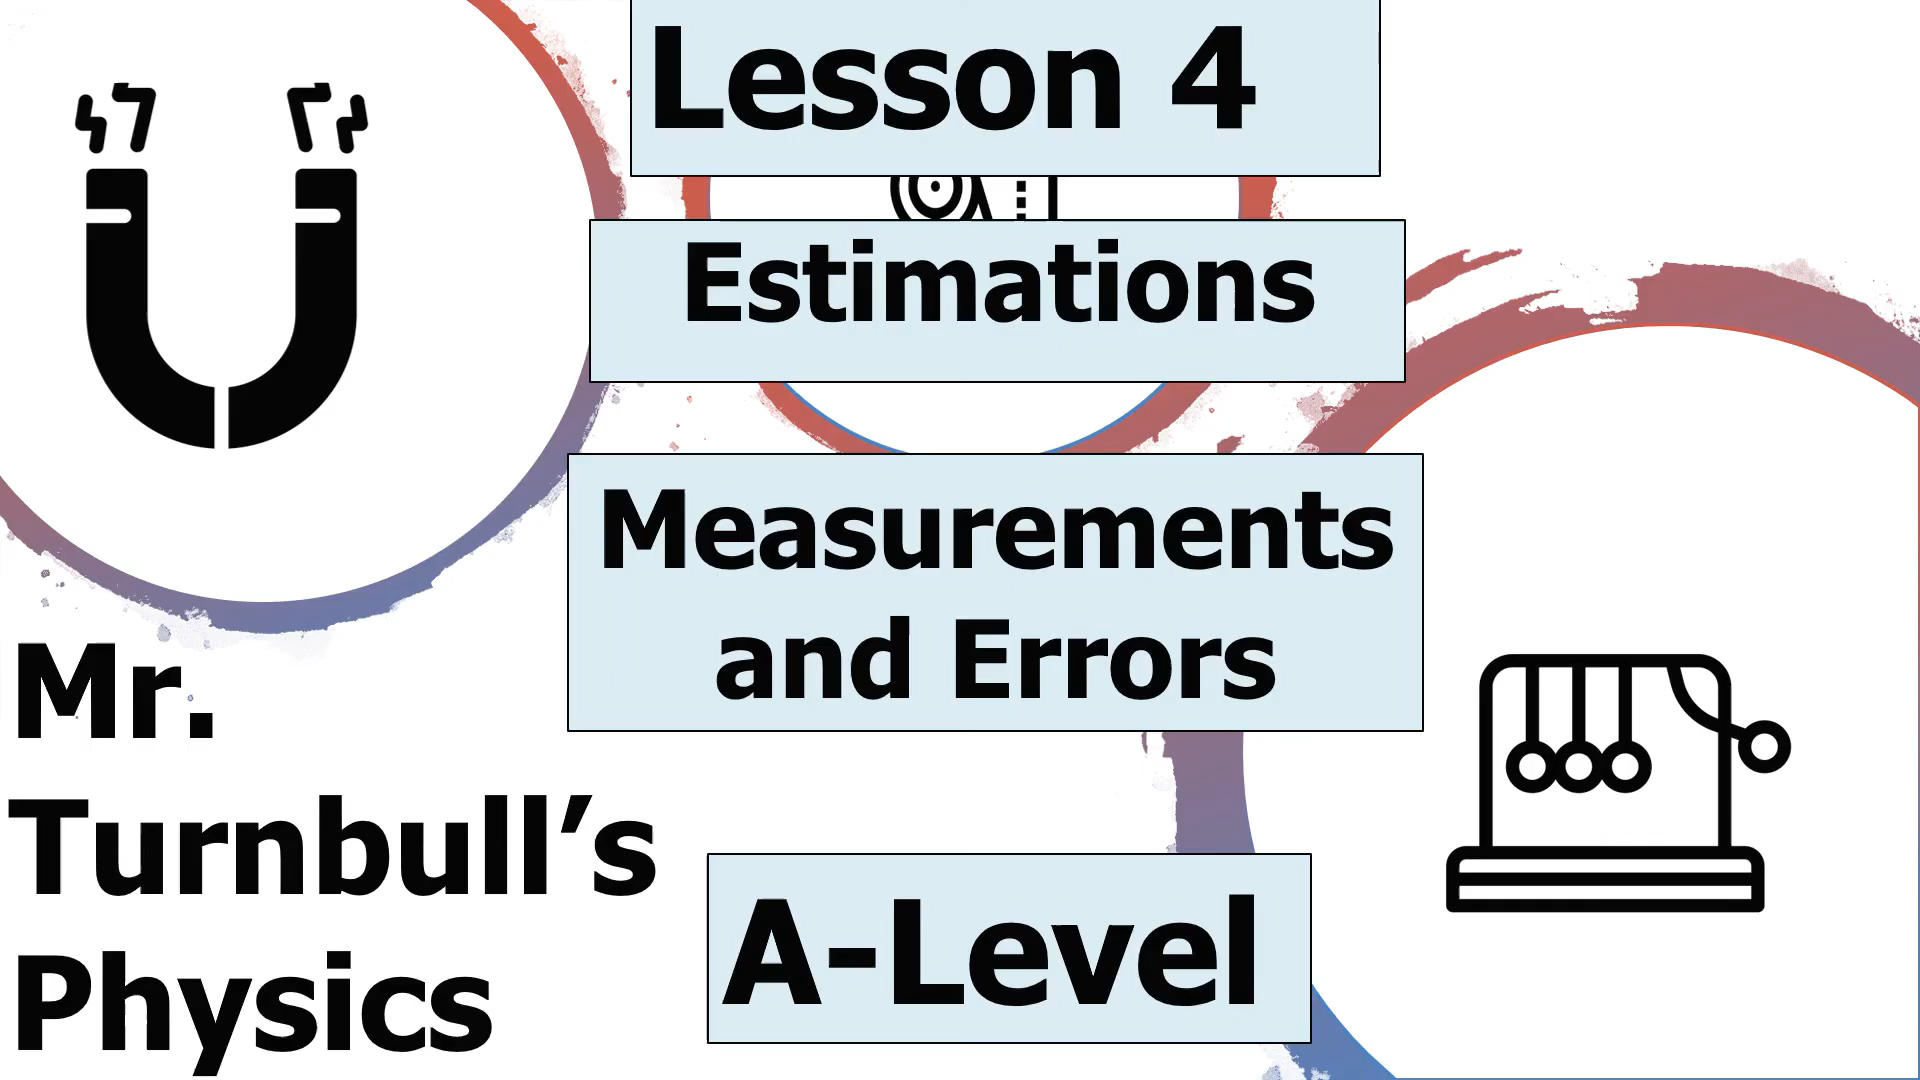 Lesson 4
Estimations
Measurements
and Errors
Mr.
Turnbull’s
Physics
A-Level